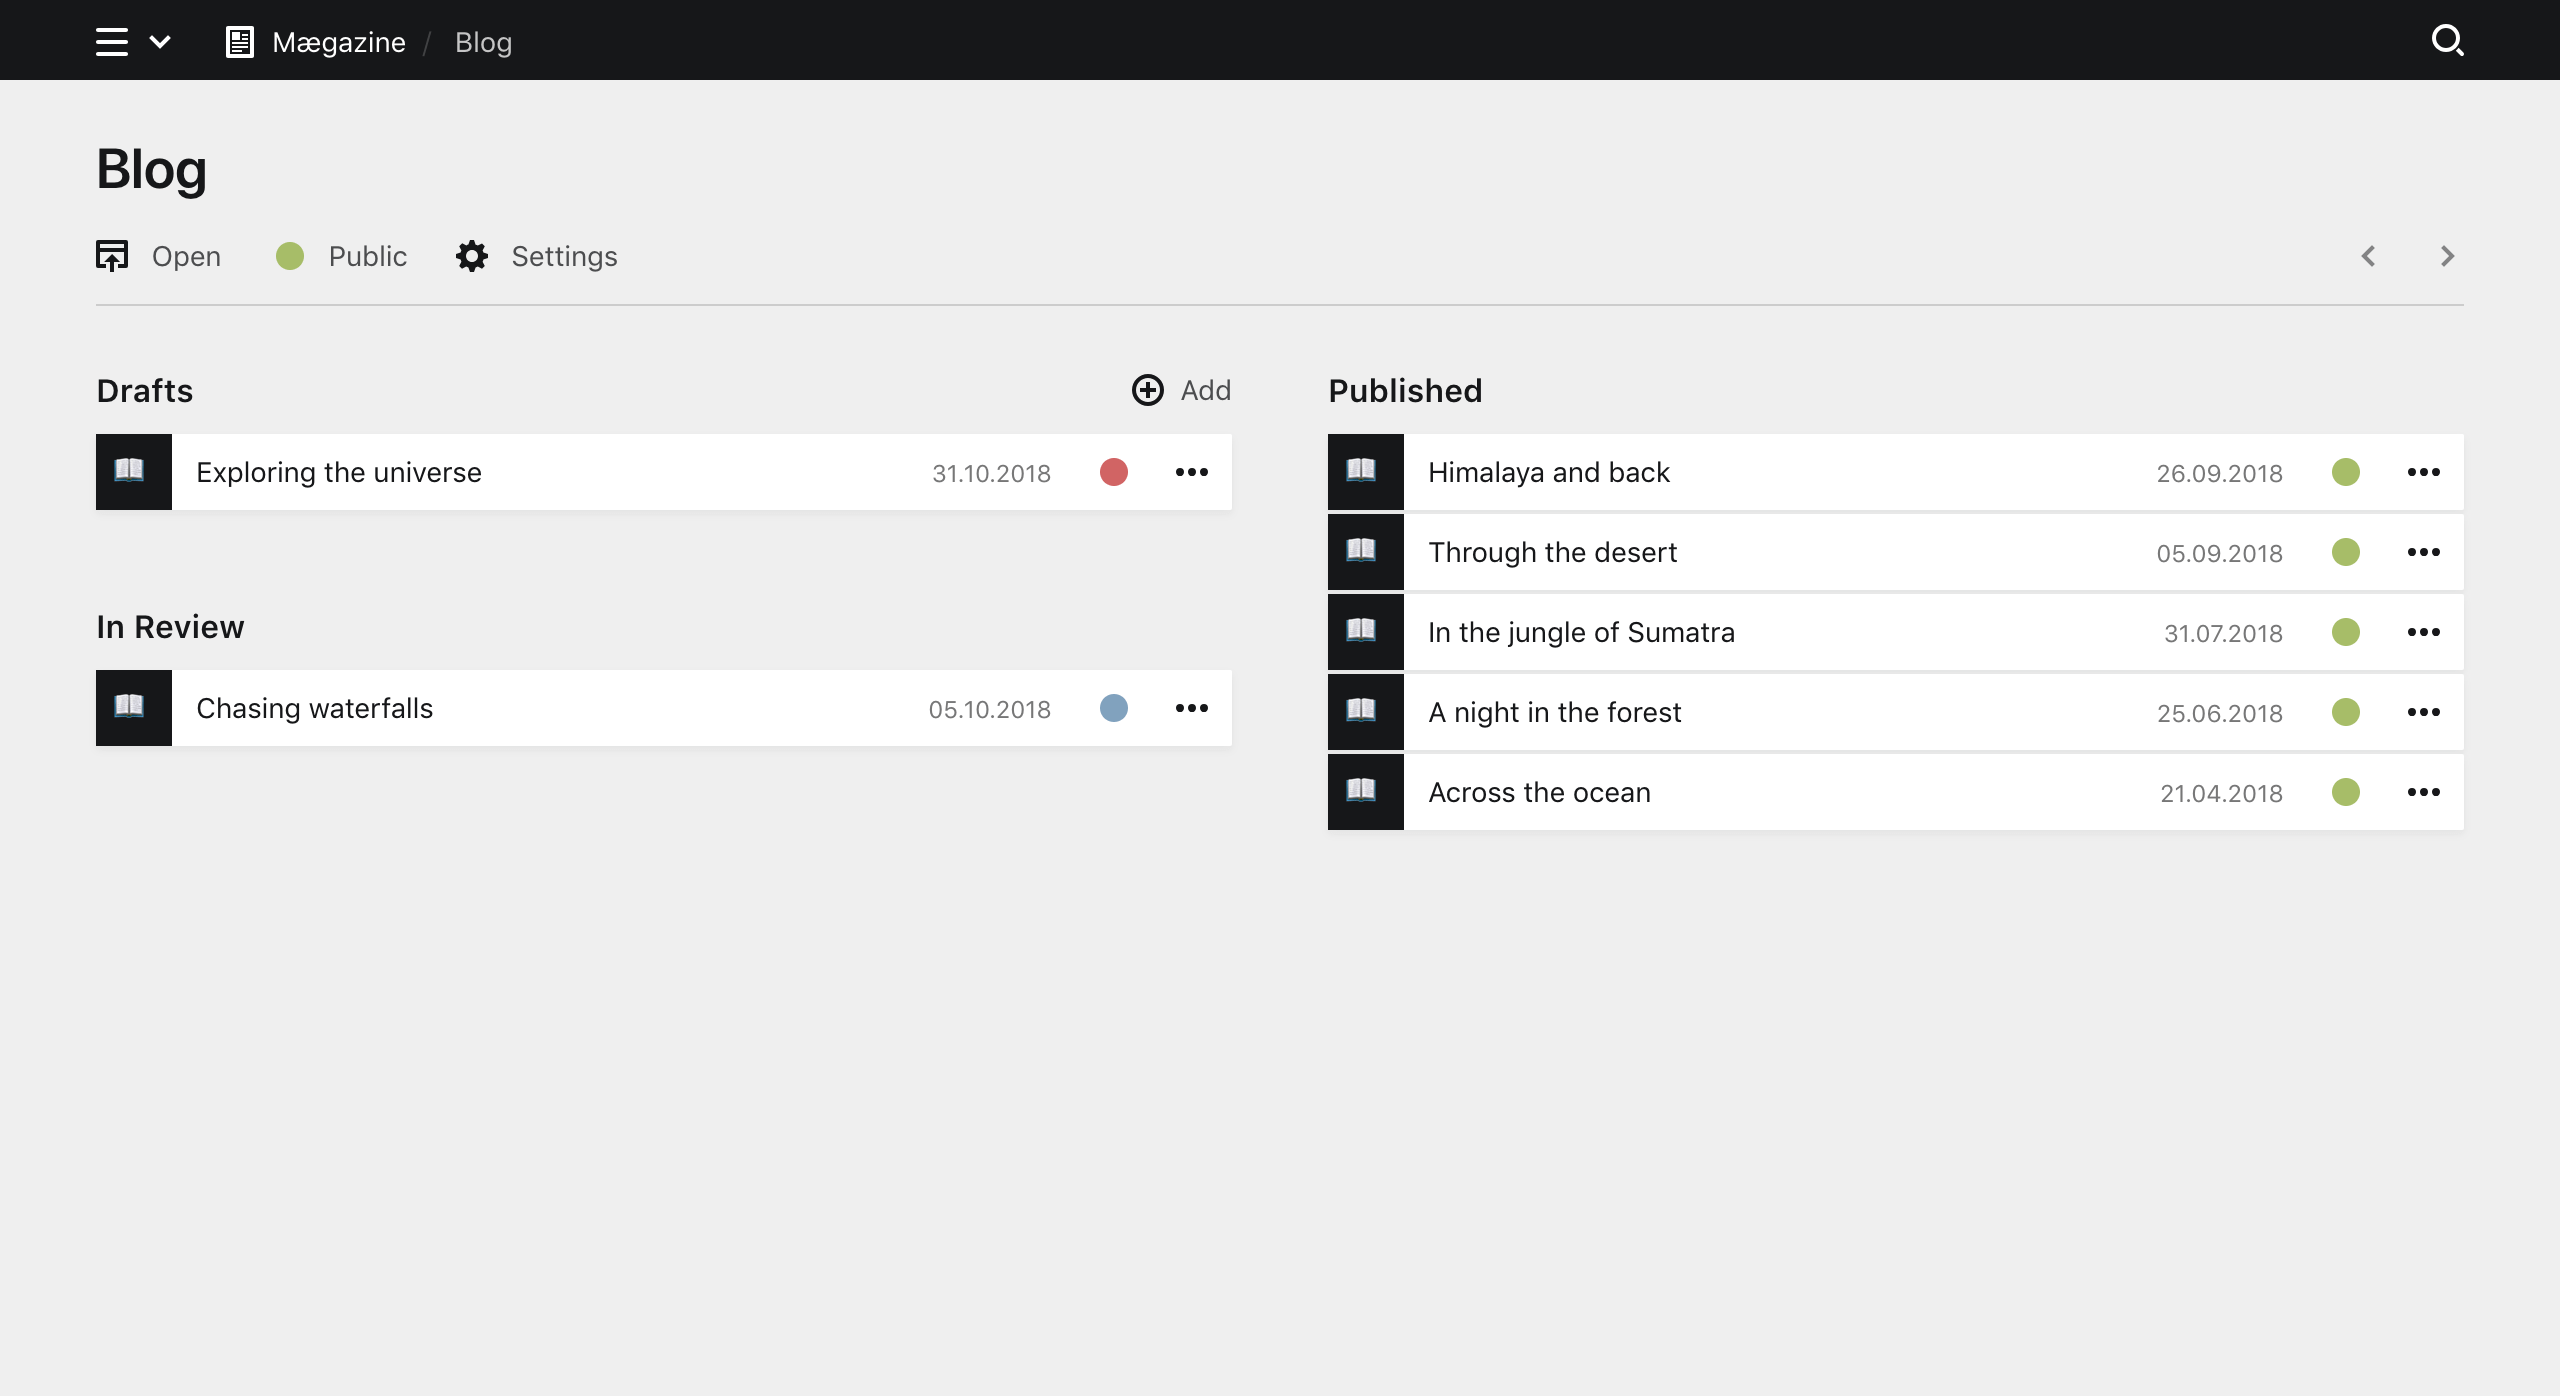 Mægazine / Blog
Blog
Open Public Settings
Drafts Add
Exploring the universe 31.10.2018
In Review
Chasing waterfalls 05.10.2018
Published
Himalaya and back 26.09.2018
Through the desert 05.09.2018
In the jungle of Sumatra 31.07.2018
A night in the forest 25.06.2018
Across the ocean 21.04.2018